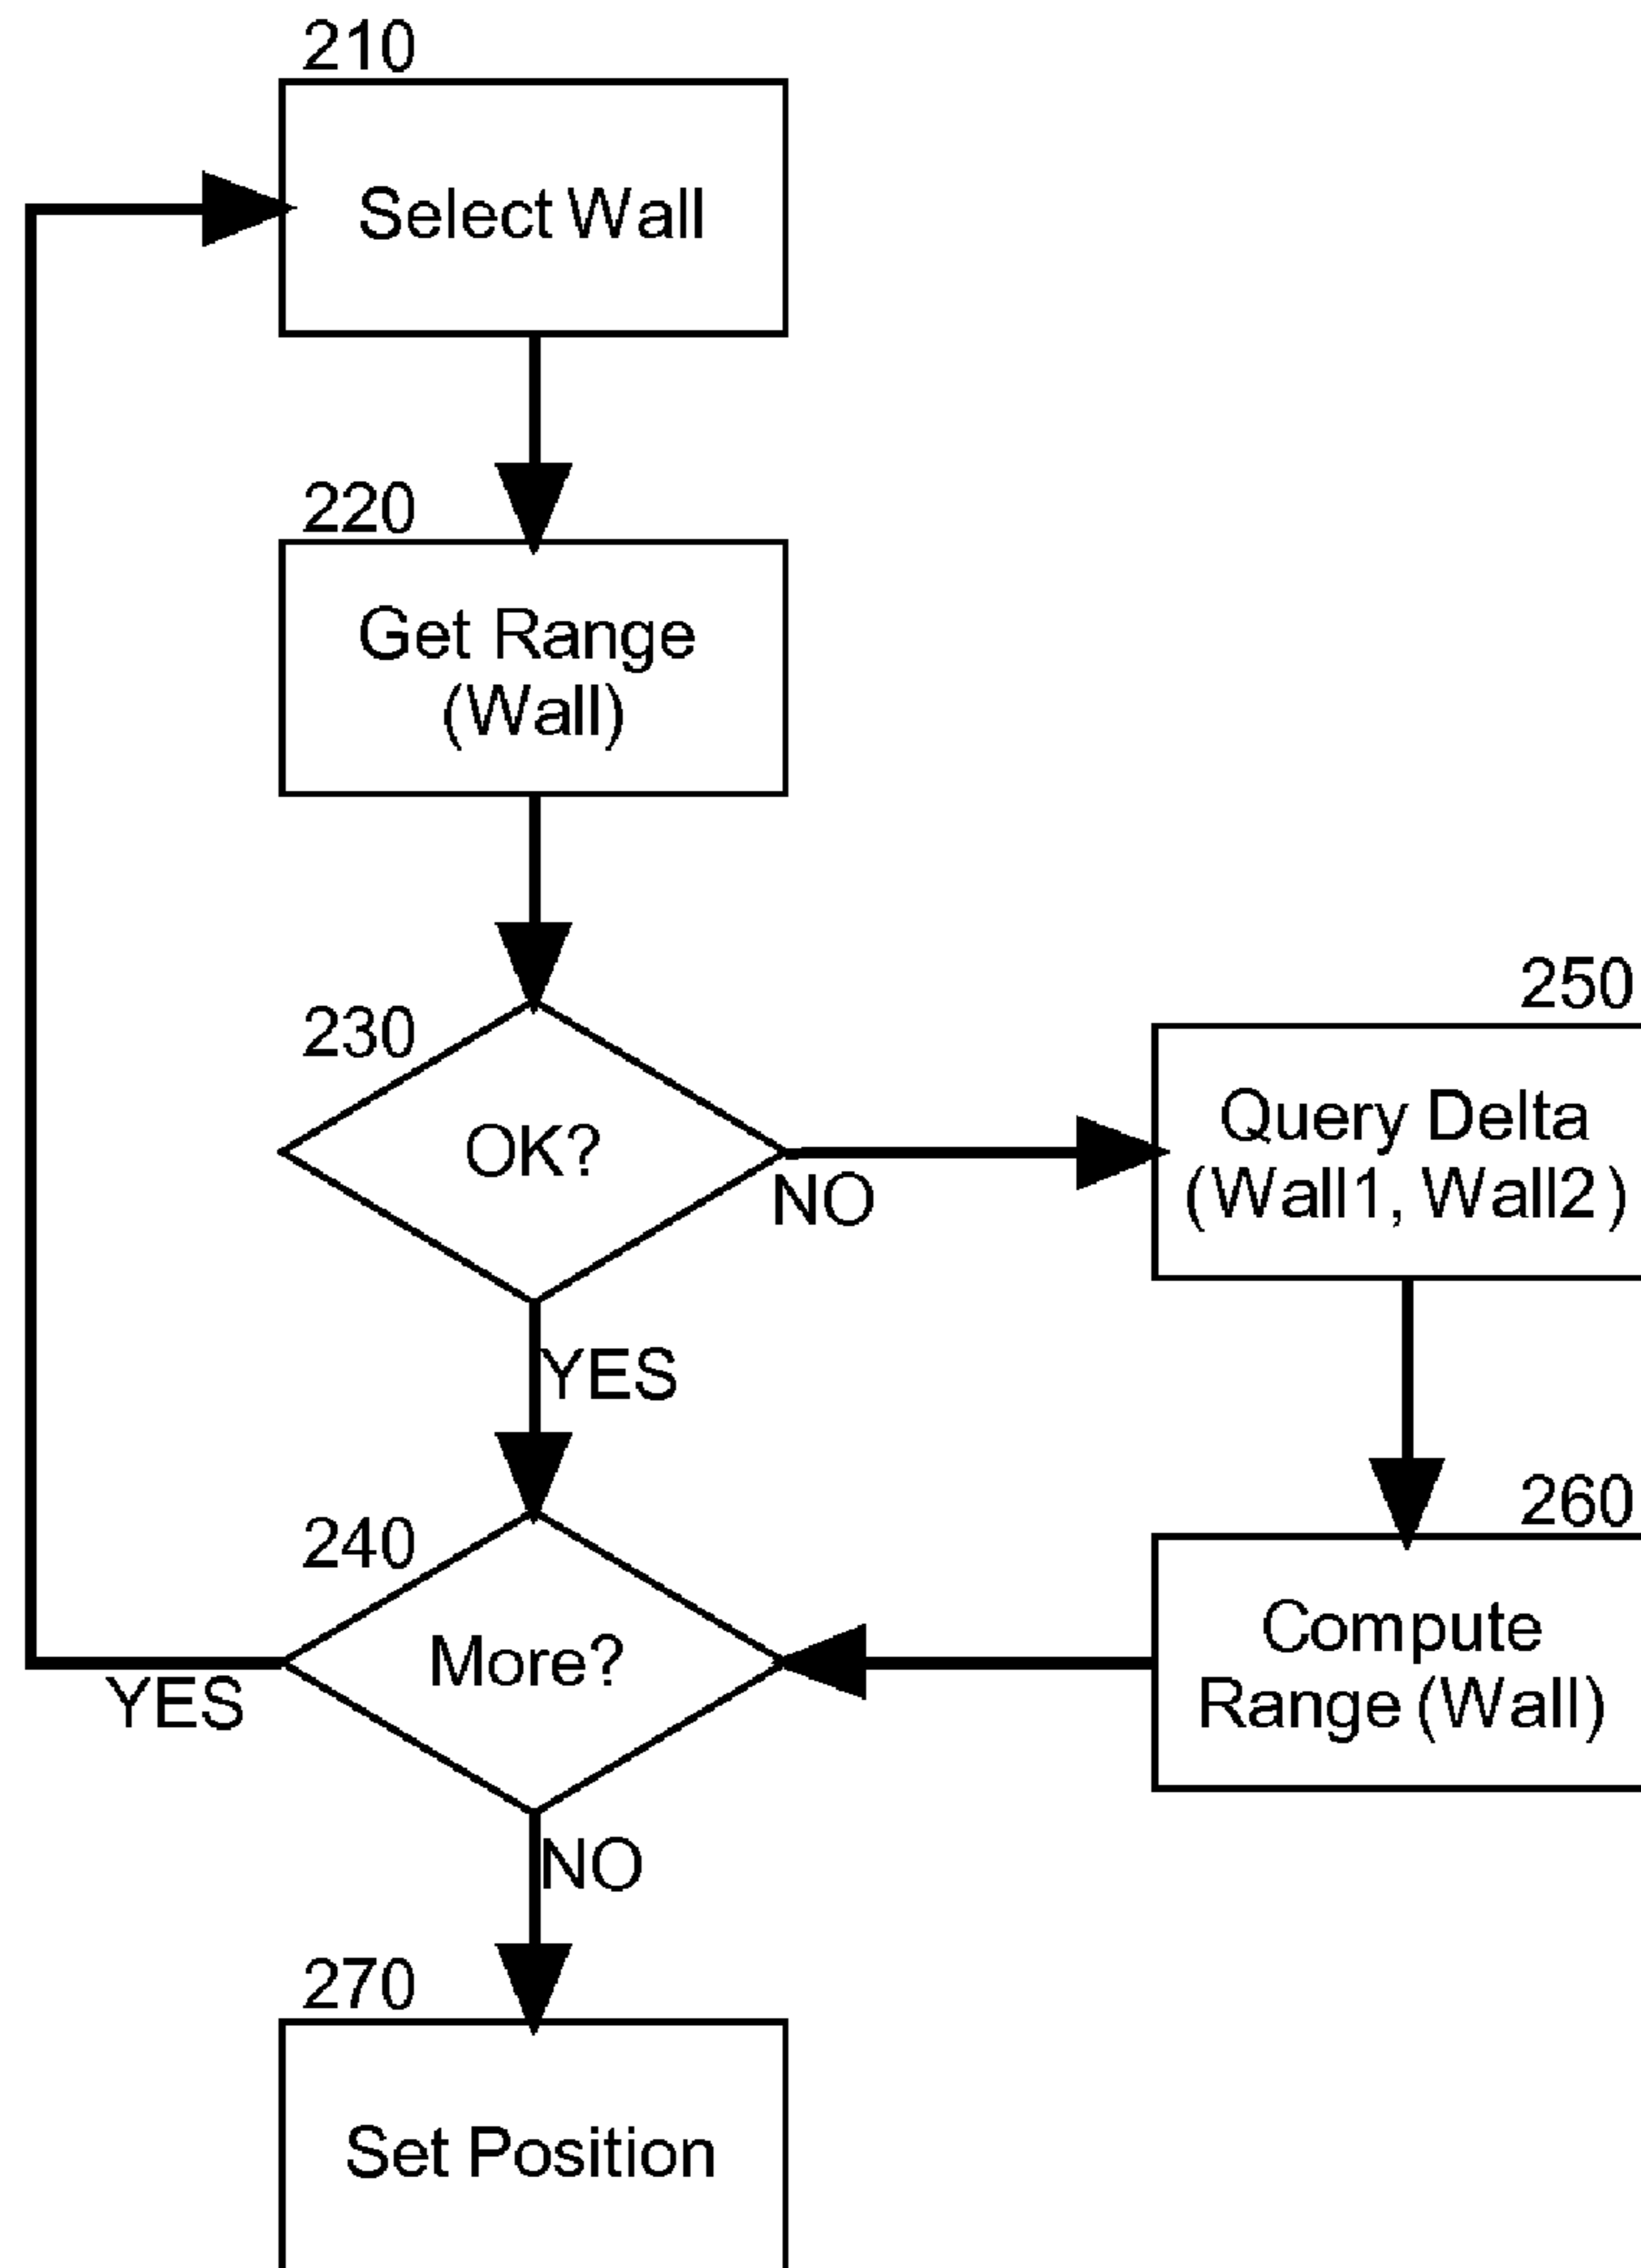 210
Select Wall
220
Get Range
(Wall)
230
OK?
NO
250
Query Delta
(Wall1, Wall2)
YES
240
More?
YES
260
Compute
Range (Wall)
NO
270
Set Position